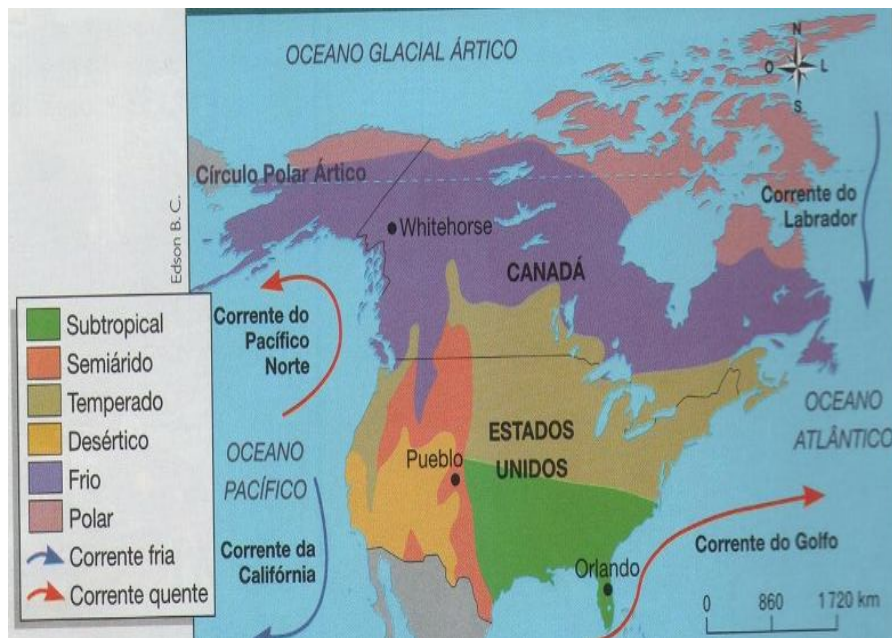 OCEANO GLACIAL ÁRTICO
N
O
L
S
Círculo Polar Ártico
Corrente do
Labrador
Edson B. C.
Whitehorse
CANADÁ
Subtropical
Semiárido
Temperado
Desértico
Frio
Polar
Corrente fria
Corrente quente
Corrente do
Pacífico
Norte
OCEANO
PACÍFICO
Corrente da
Califórnia
ESTADOS
UNIDOS
Pueblo
OCEANO
ATLÂNTICO
Corrente do Golfo
Orlando
0 860 1 720 km